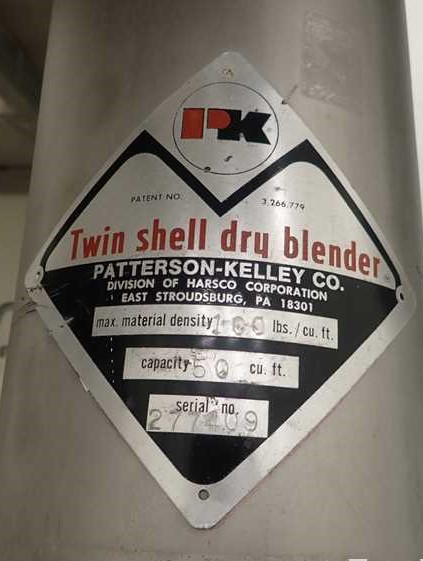 PK
PATENT NO. 3,266,779
Twin shell dry blender
PATTERSON-KELLEY CO.
DIVISION OF HARSCO CORPORATION
EAST STROUDSBURG, PA 18301
max. material density 100 lbs./cu. ft.
capacity 50 cu. ft.
serial no.